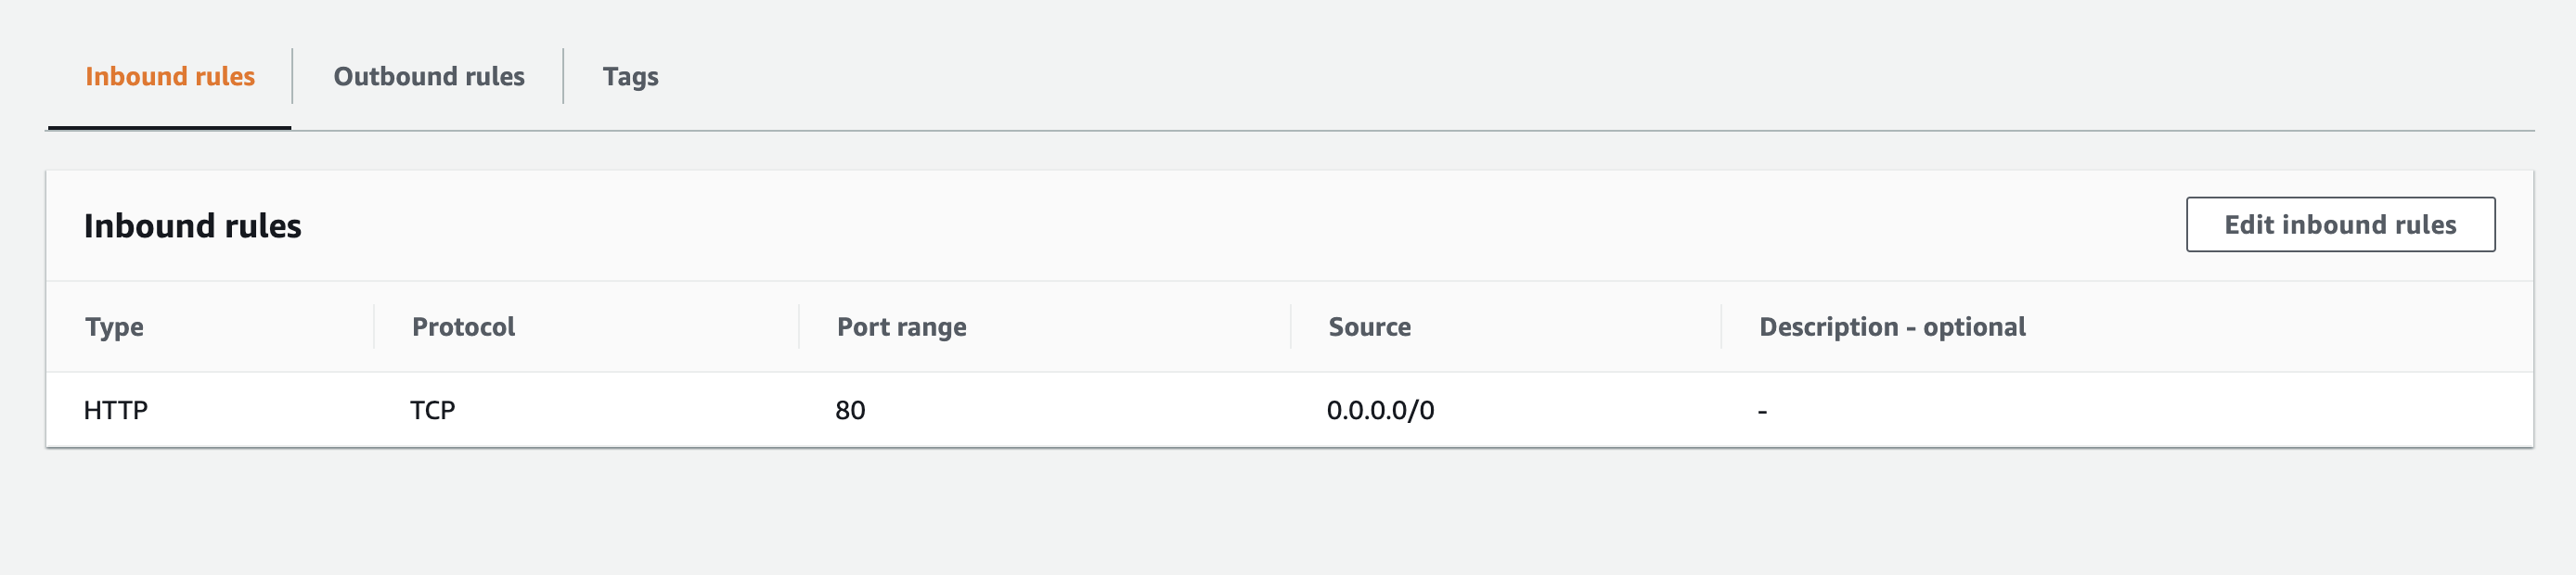 Inbound rules Outbound rules Tags
Inbound rules Edit inbound rules
Type Protocol Port range Source Description - optional
HTTP TCP 80 0.0.0.0/0 -